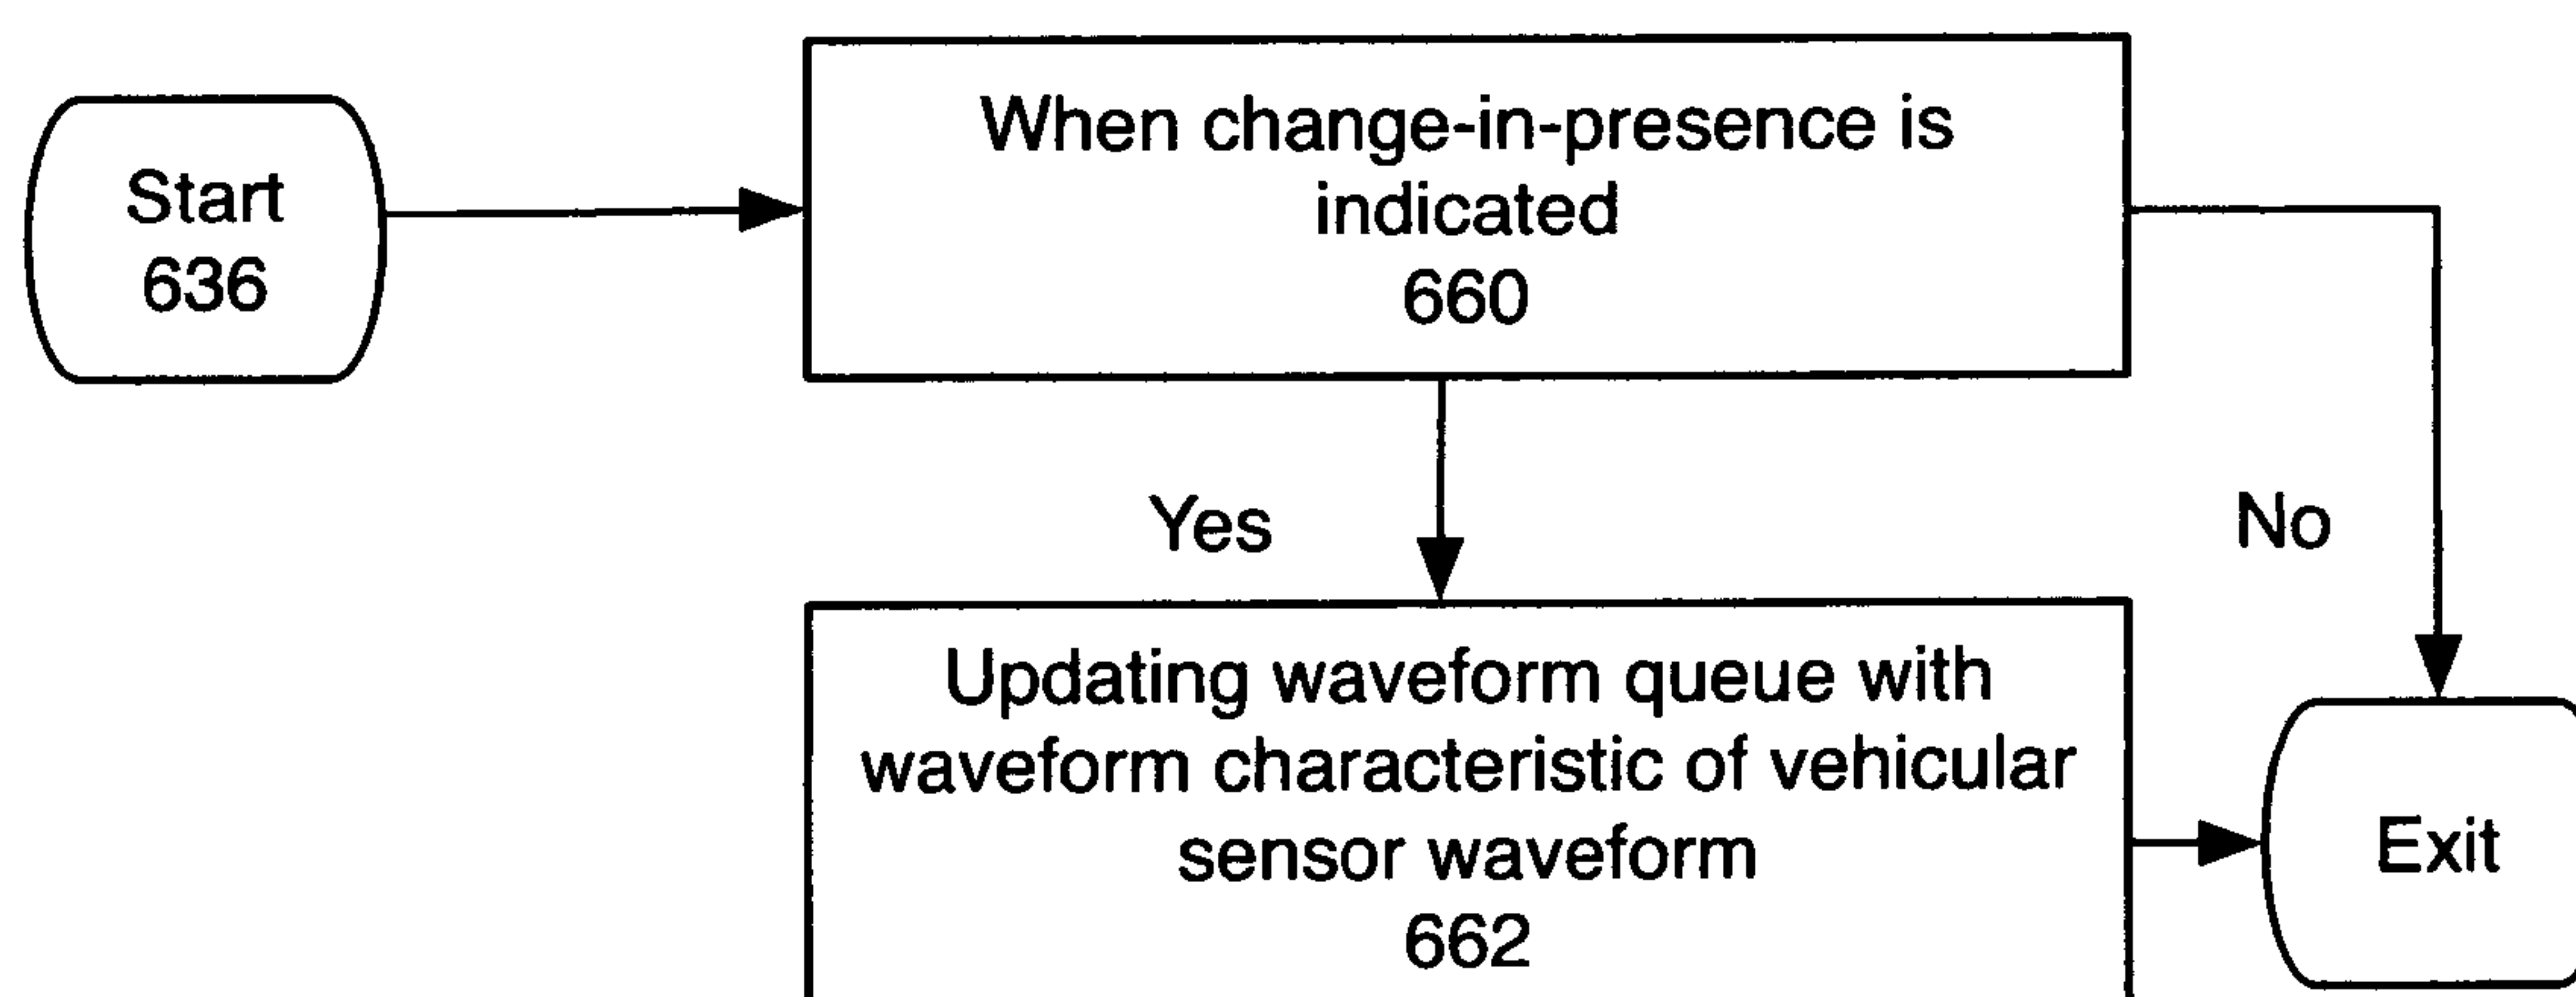 Start
636
When change-in-presence is
indicated
660
Yes
No
Updating waveform queue with
waveform characteristic of vehicular
sensor waveform
662
Exit